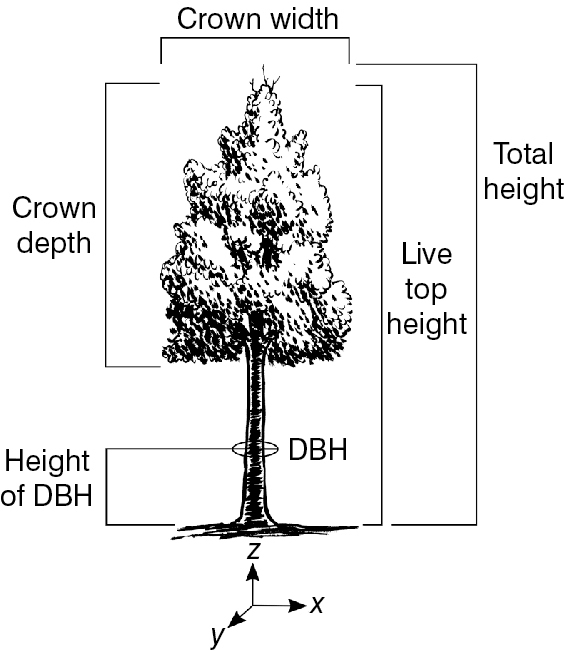 Crown width
Total
height
Crown
depth
Live
top
height
DBH
Height
of DBH
z
x
y